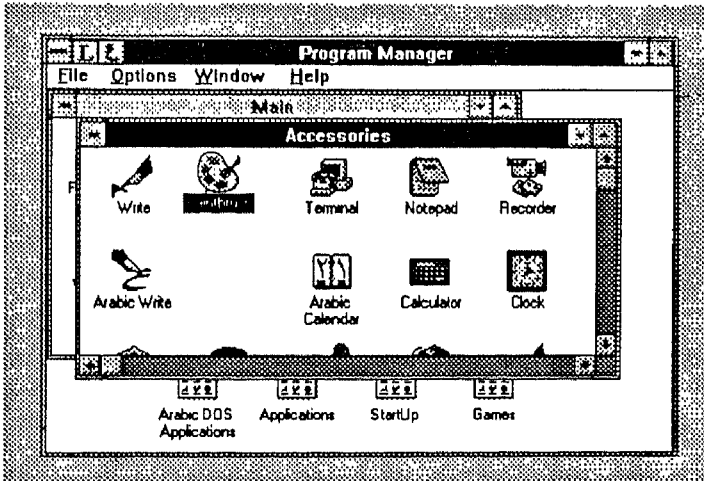 Program Manager
File Options Window Help
Main
Accessories
Write
Terminal
Notepad
Recorder
Arabic Write
Arabic
Calendar
Calculator
Clock
Arabic DOS
Applications
Applications
StartUp
Games